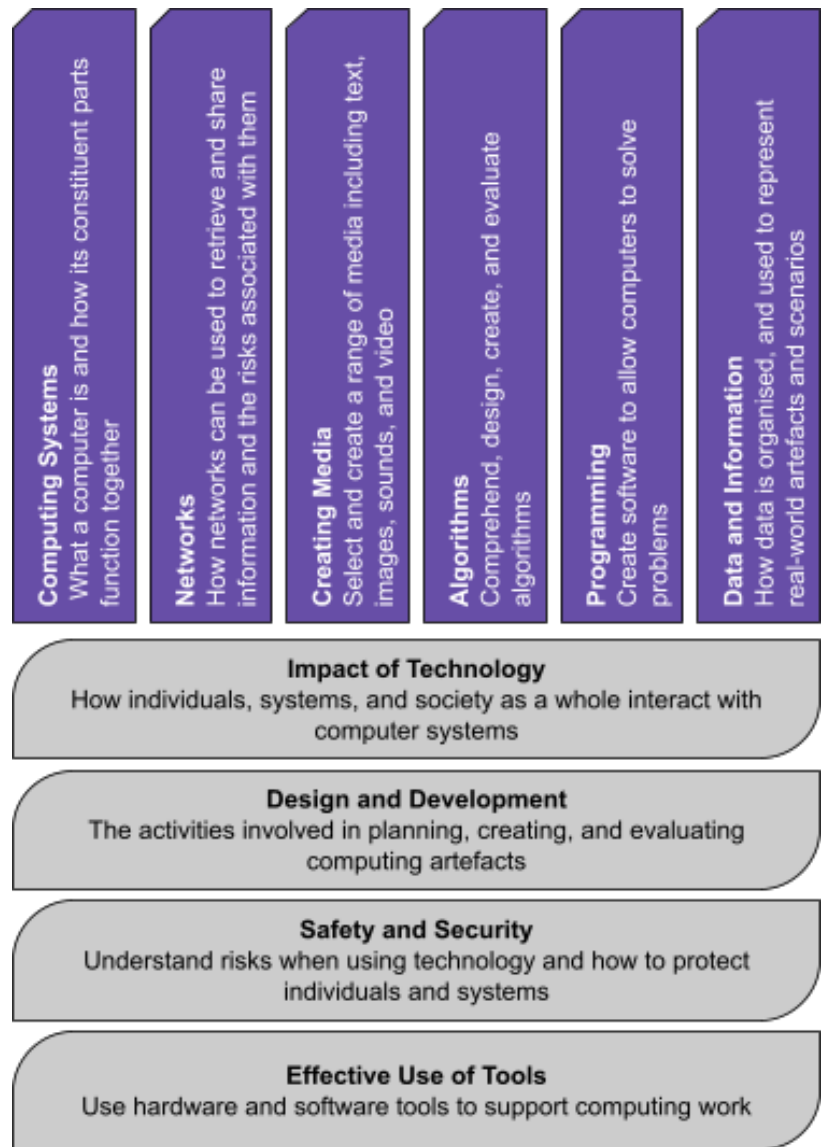 Computing Systems
What a computer is and how its constituent parts
function together
Networks
How networks can be used to retrieve and share
information and the risks associated with them
Creating Media
Select and create a range of media including text,
images, sounds, and video
Algorithms
Comprehend, design, create, and evaluate
algorithms
Programming
Create software to allow computers to solve
problems
Data and Information
How data is organised, and used to represent
real-world artefacts and scenarios
Impact of Technology
How individuals, systems, and society as a whole interact with
computer systems
Design and Development
The activities involved in planning, creating, and evaluating
computing artefacts
Safety and Security
Understand risks when using technology and how to protect
individuals and systems
Effective Use of Tools
Use hardware and software tools to support computing work